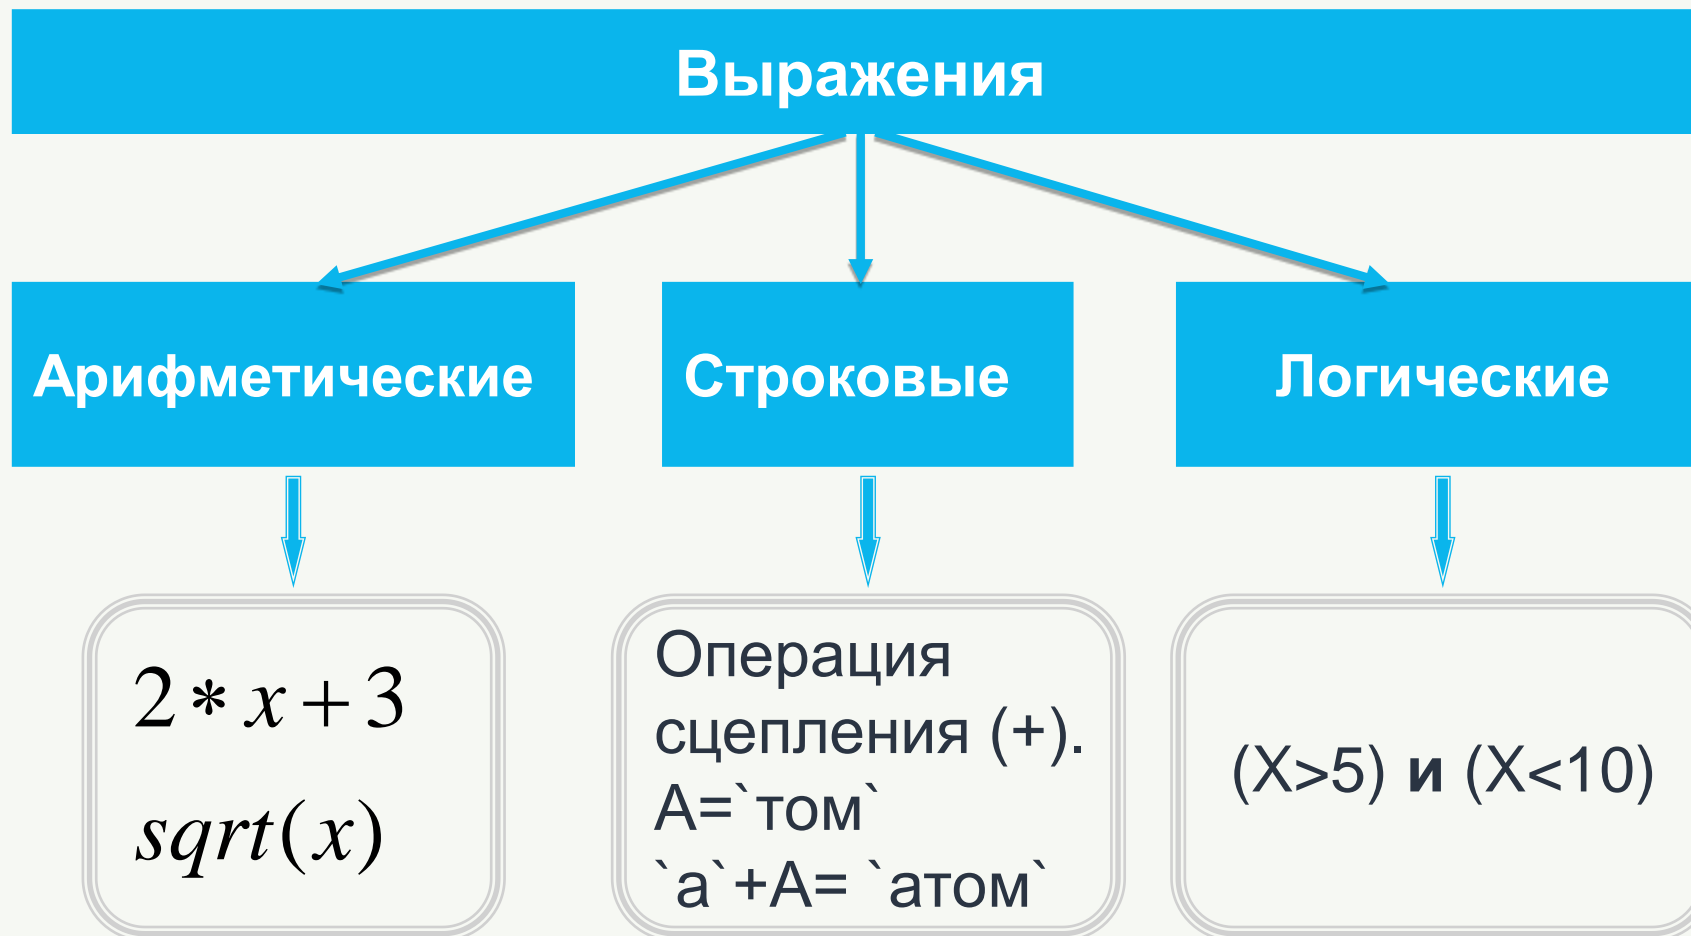 Выражения
Арифметические
Строковые
Логические
2 * x + 3
sqrt(x)
Операция
сцепления (+).
А=`том`
`а`+А= `атом`
(X>5) и (X<10)